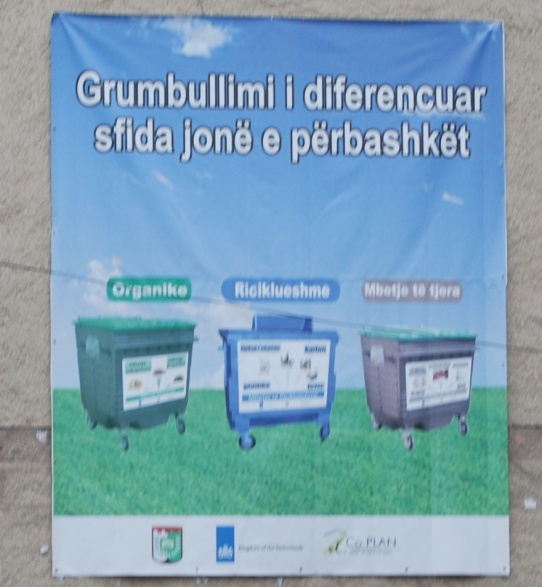 Grumbullimi i diferencuar
sfida jonë e përbashkët
Organike
Riciklueshme
Mbetje të tjera
Kingdom of the Netherlands
Co-PLAN